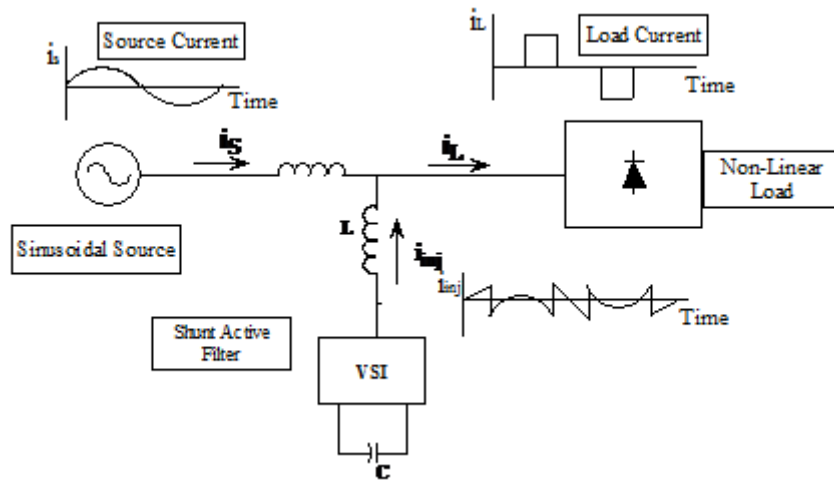 Source Current
is
Time
iL
Load Current
Time
is
iL
Non-Linear
Load
Sinusoidal Source
L
iinj
iinj
Time
Shunt Active
Filter
VSI
C